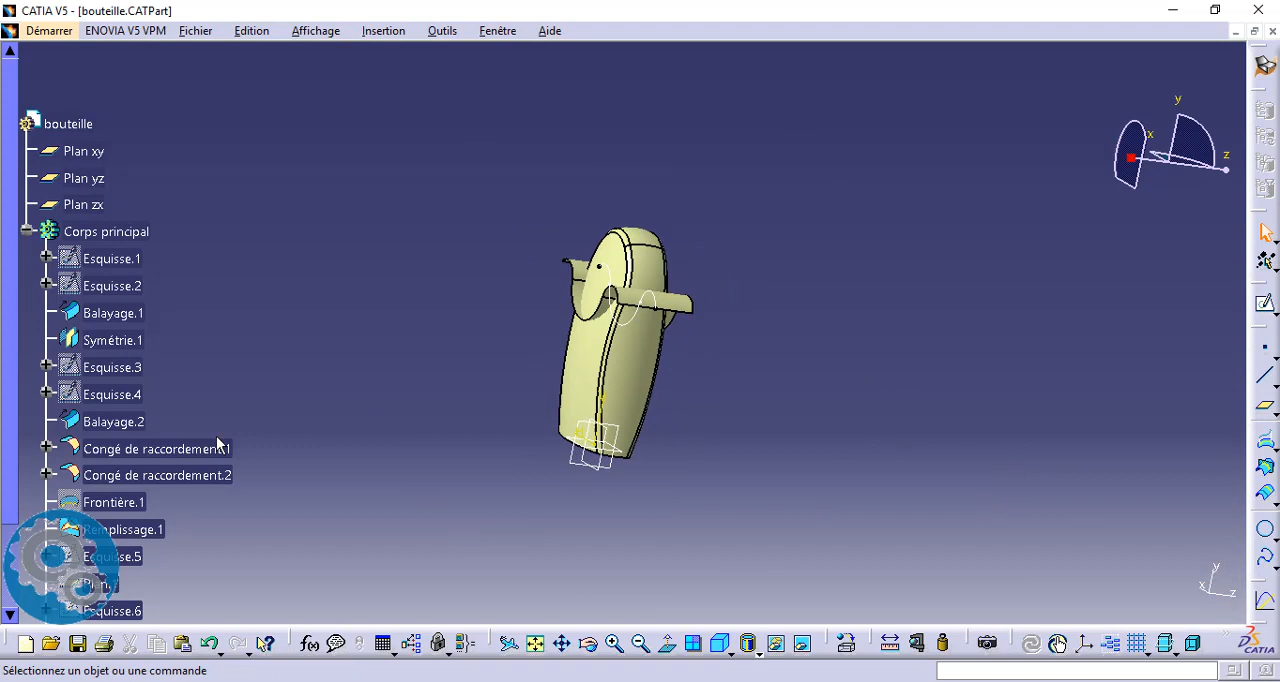 CATIA V5 - [bouteille.CATPart]
Démarrer ENOVIA V5 VPM Fichier Edition Affichage Insertion Outils Fenêtre Aide
bouteille
Plan xy
Plan yz
Plan zx
Corps principal
Esquisse.1
Esquisse.2
Balayage.1
Symétrie.1
Esquisse.3
Esquisse.4
Balayage.2
Congé de raccordement.1
Congé de raccordement.2
Frontière.1
Remplissage.1
Esquisse.5
Esquisse.6
y
x
z
y
x
z
f(x)
CATIA
Sélectionnez un objet ou une commande